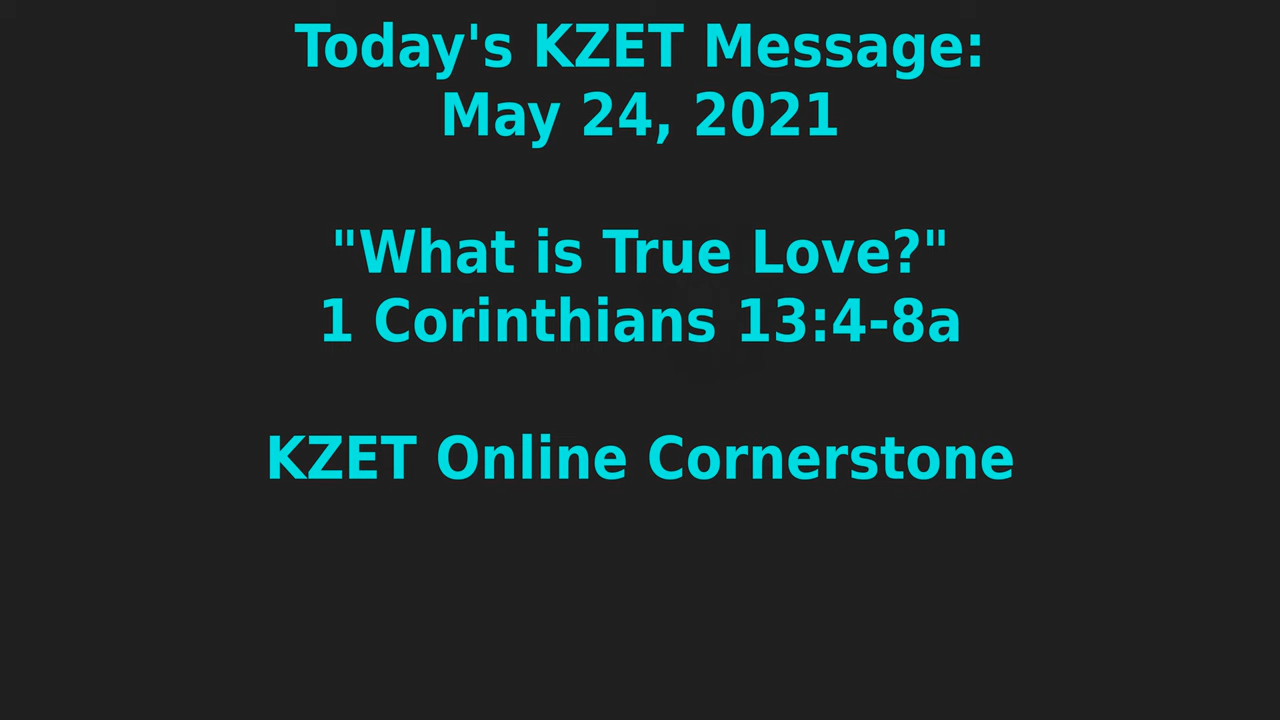 Today's KZET Message:
May 24, 2021
"What is True Love?"
1 Corinthians 13:4-8a
KZET Online Cornerstone